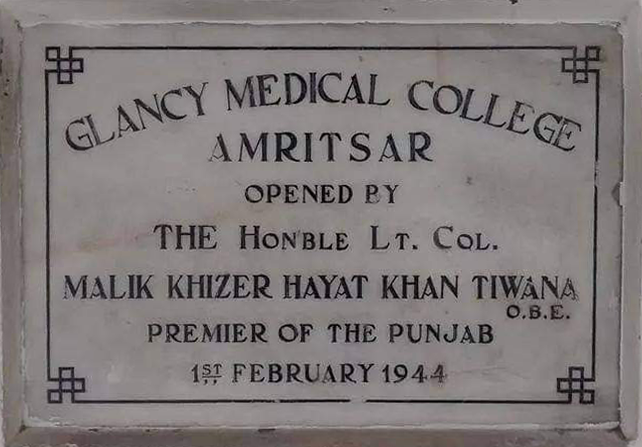 GLANCY MEDICAL COLLEGE
AMRITSAR
OPENED BY
THE HONBLE LT. COL.
MALIK KHIZER HAYAT KHAN TIWANA
O.B.E.
PREMIER OF THE PUNJAB
1ST FEBRUARY 1944